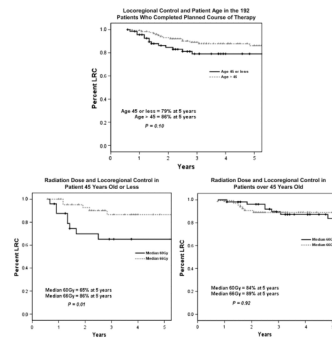 Locoregional Control and Patient Age in the 192
Patients Who Completed Planned Course of Therapy
Percent LRC
1.0
0.8
0.6
0.4
0.2
0.0
Age 45 or less
Age > 45
Age 45 or less = 79% at 5 years
Age > 45 = 86% at 5 years
P = 0.10
0 1 2 3 4 5
Years
Radiation Dose and Locoregional Control in
Patient 45 Years Old or Less
Percent LRC
1.0
0.8
0.6
0.4
0.2
0.0
Median 60Gy
Median 66Gy
Median 60Gy = 65% at 5 years
Median 66Gy = 86% at 5 years
P = 0.01
0 1 2 3 4 5
Years
Radiation Dose and Locoregional Control in
Patients over 45 Years Old
Percent LRC
1.0
0.8
0.6
0.4
0.2
0.0
Median
Median
Median 60Gy = 84% at 5 years
Median 66Gy = 89% at 5 years
P = 0.92
0 1 2 3 4 5
Years